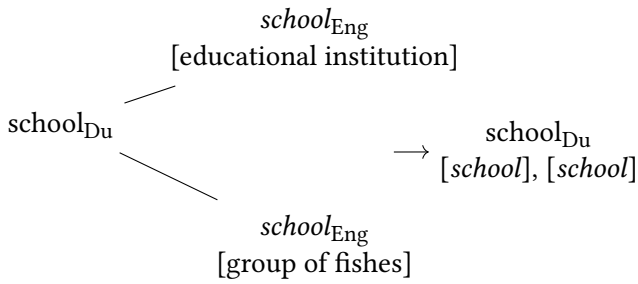 school_Eng
[educational institution]
school_Du
→ school_Du
[school], [school]
school_Eng
[group of fishes]